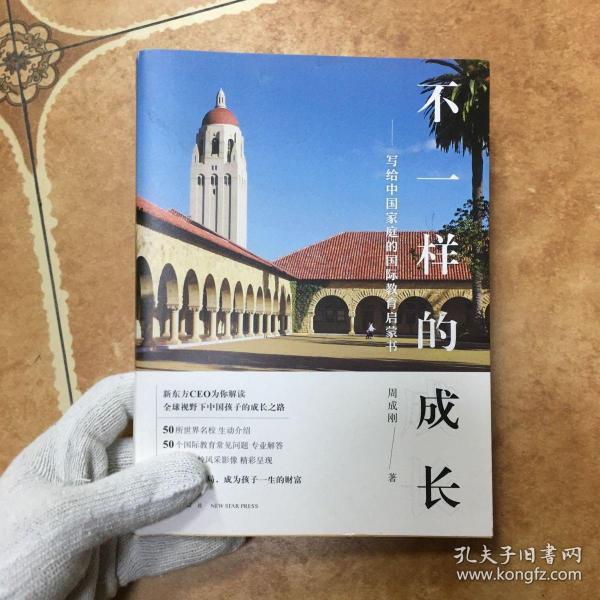 不一样的成长
——写给中国家庭的国际教育启蒙书
周成刚——著
新东方CEO为你解读
全球视野下中国孩子的成长之路
50所世界名校 生动介绍
50个国际教育常见问题 专业解答
风采影像 精彩呈现
，成为孩子一生的财富
NEW STAR PRESS
孔夫子旧书网
www.kongfz.com